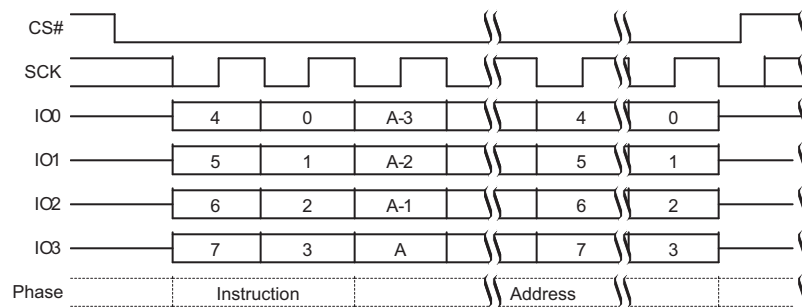 CS#
SCK
IO0 4 0 A-3 4 0
IO1 5 1 A-2 5 1
IO2 6 2 A-1 6 2
IO3 7 3 A 7 3
Phase Instruction Address